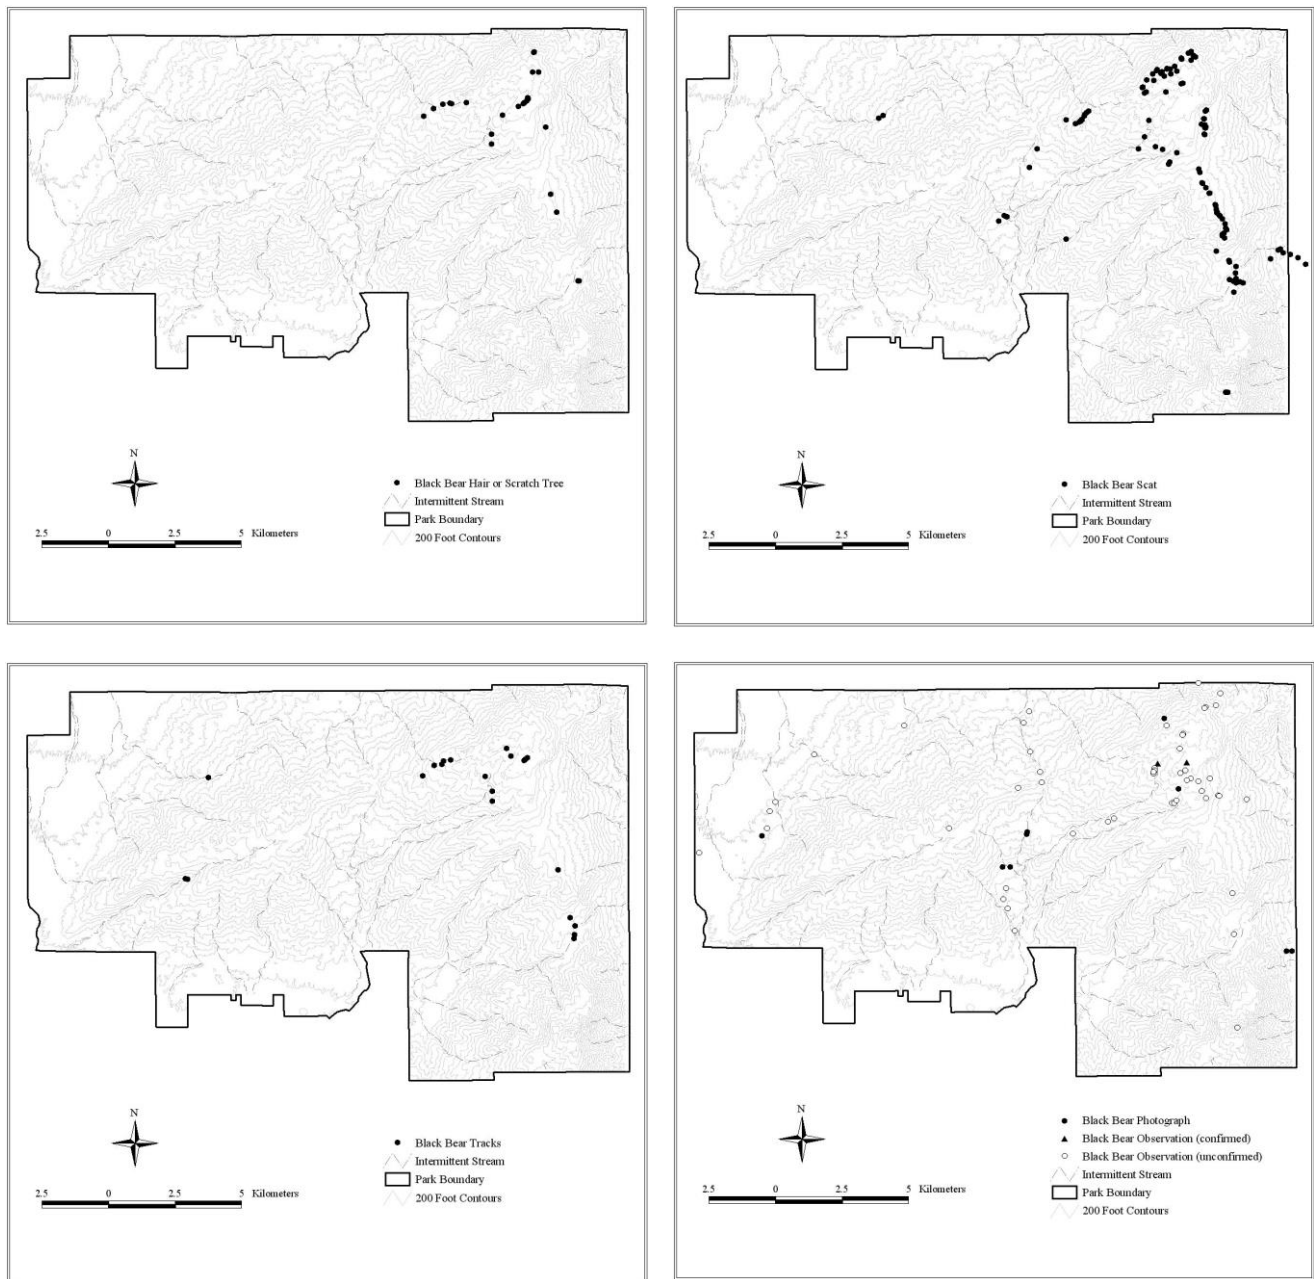 N
Black Bear Hair or Scratch Tree
Intermittent Stream
Park Boundary
200 Foot Contours
2.5 0 2.5 5 Kilometers
N
Black Bear Scat
Intermittent Stream
Park Boundary
200 Foot Contours
2.5 0 2.5 5 Kilometers
N
Black Bear Tracks
Intermittent Stream
Park Boundary
200 Foot Contours
2.5 0 2.5 5 Kilometers
N
Black Bear Photograph
Black Bear Observation (confirmed)
Black Bear Observation (unconfirmed)
Intermittent Stream
Park Boundary
200 Foot Contours
2.5 0 2.5 5 Kilometers